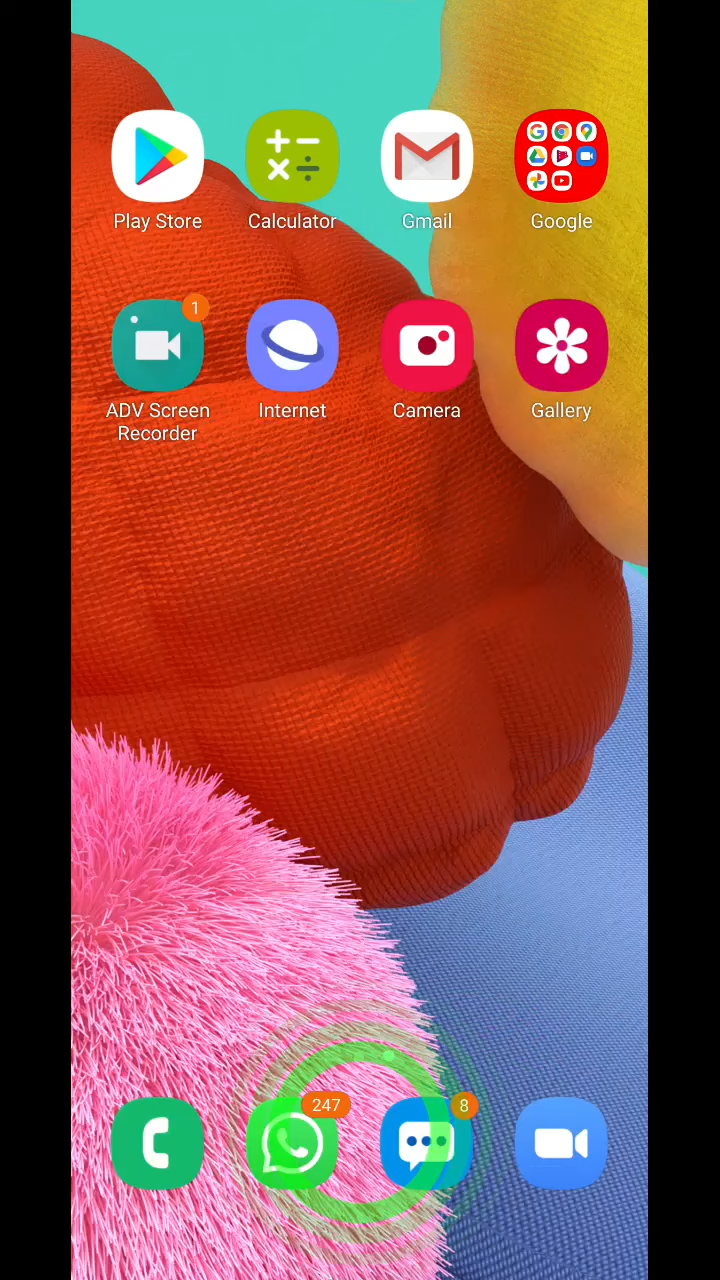 Play Store
Calculator
Gmail
Google
1
ADV Screen
Recorder
Internet
Camera
Gallery
247
8